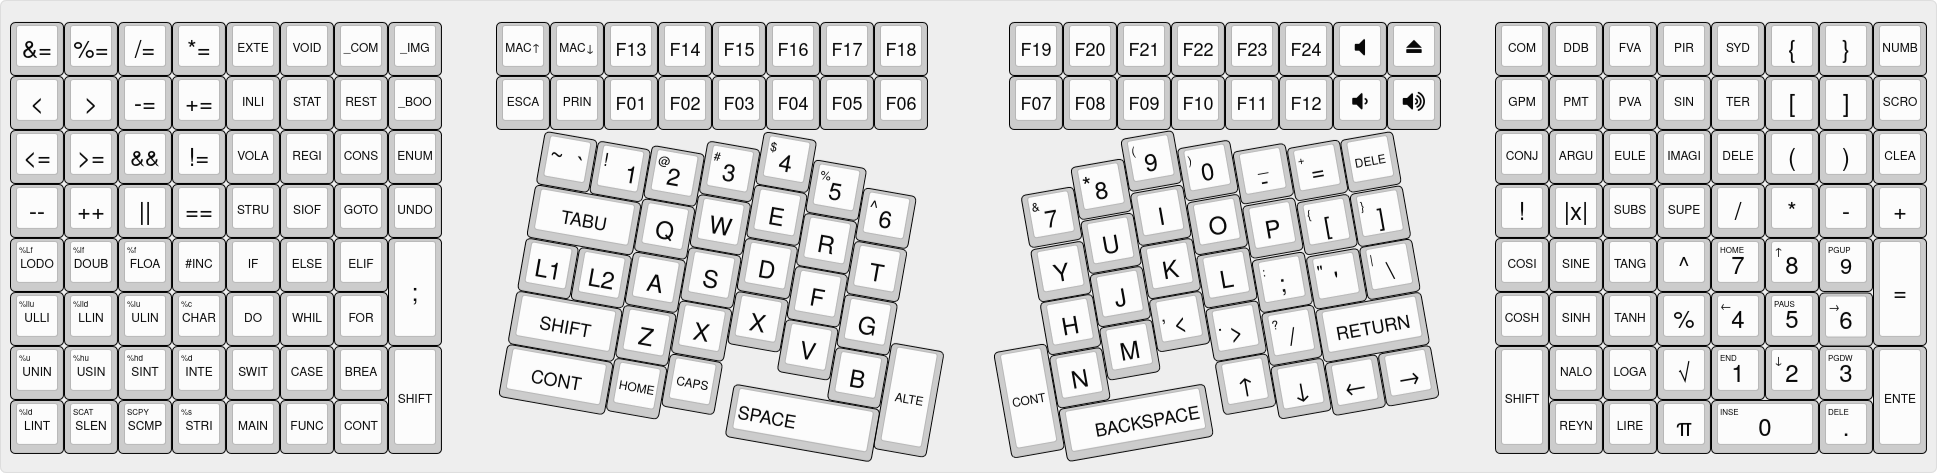 &= %= /= *= EXTE VOID _COM _IMG
< > -= += INLI STAT REST _BOO
<= >= && != VOLA REGI CONS ENUM
-- ++ || == STRU SIOF GOTO UNDO
%Lf LODO %lf DOUB %f FLOA #INC IF ELSE ELIF ;
%llu ULLI %lld LLIN %lu ULIN %c CHAR DO WHIL FOR
%u UNIN %hu USIN %hd SINT %d INTE SWIT CASE BREA SHIFT
%ld LINT SCAT SLEN SCPY SCMP %s STRI MAIN FUNC CONT
MAC↑ MAC↓ F13 F14 F15 F16 F17 F18
ESCA PRIN F01 F02 F03 F04 F05 F06
~ ` ! 1 @ 2 # 3 $ 4 % 5 ^ 6
TABU Q W E R T
L1 L2 A S D F G
SHIFT Z X X V B
CONT HOME CAPS SPACE ALTE
F19 F20 F21 F22 F23 F24
F07 F08 F09 F10 F11 F12
& 7 * 8 ( 9 ) 0 _ - + = DELE
Y U I O P { [ } ]
H J K L : ; " ' | \
N M , < . > ? / RETURN
CONT BACKSPACE ↑ ↓ ← →
COM DDB FVA PIR SYD { } NUMB
GPM PMT PVA SIN TER [ ] SCRO
CONJ ARGU EULE IMAGI DELE ( ) CLEA
! |x| SUBS SUPE / * - +
COSI SINE TANG ^ HOME 7 ↑ 8 PGUP 9 =
COSH SINH TANH % ← 4 PAUS 5 → 6
SHIFT NALO LOGA √ END 1 ↓ 2 PGDW 3 ENTE
REYN LIRE π INSE 0 DELE .